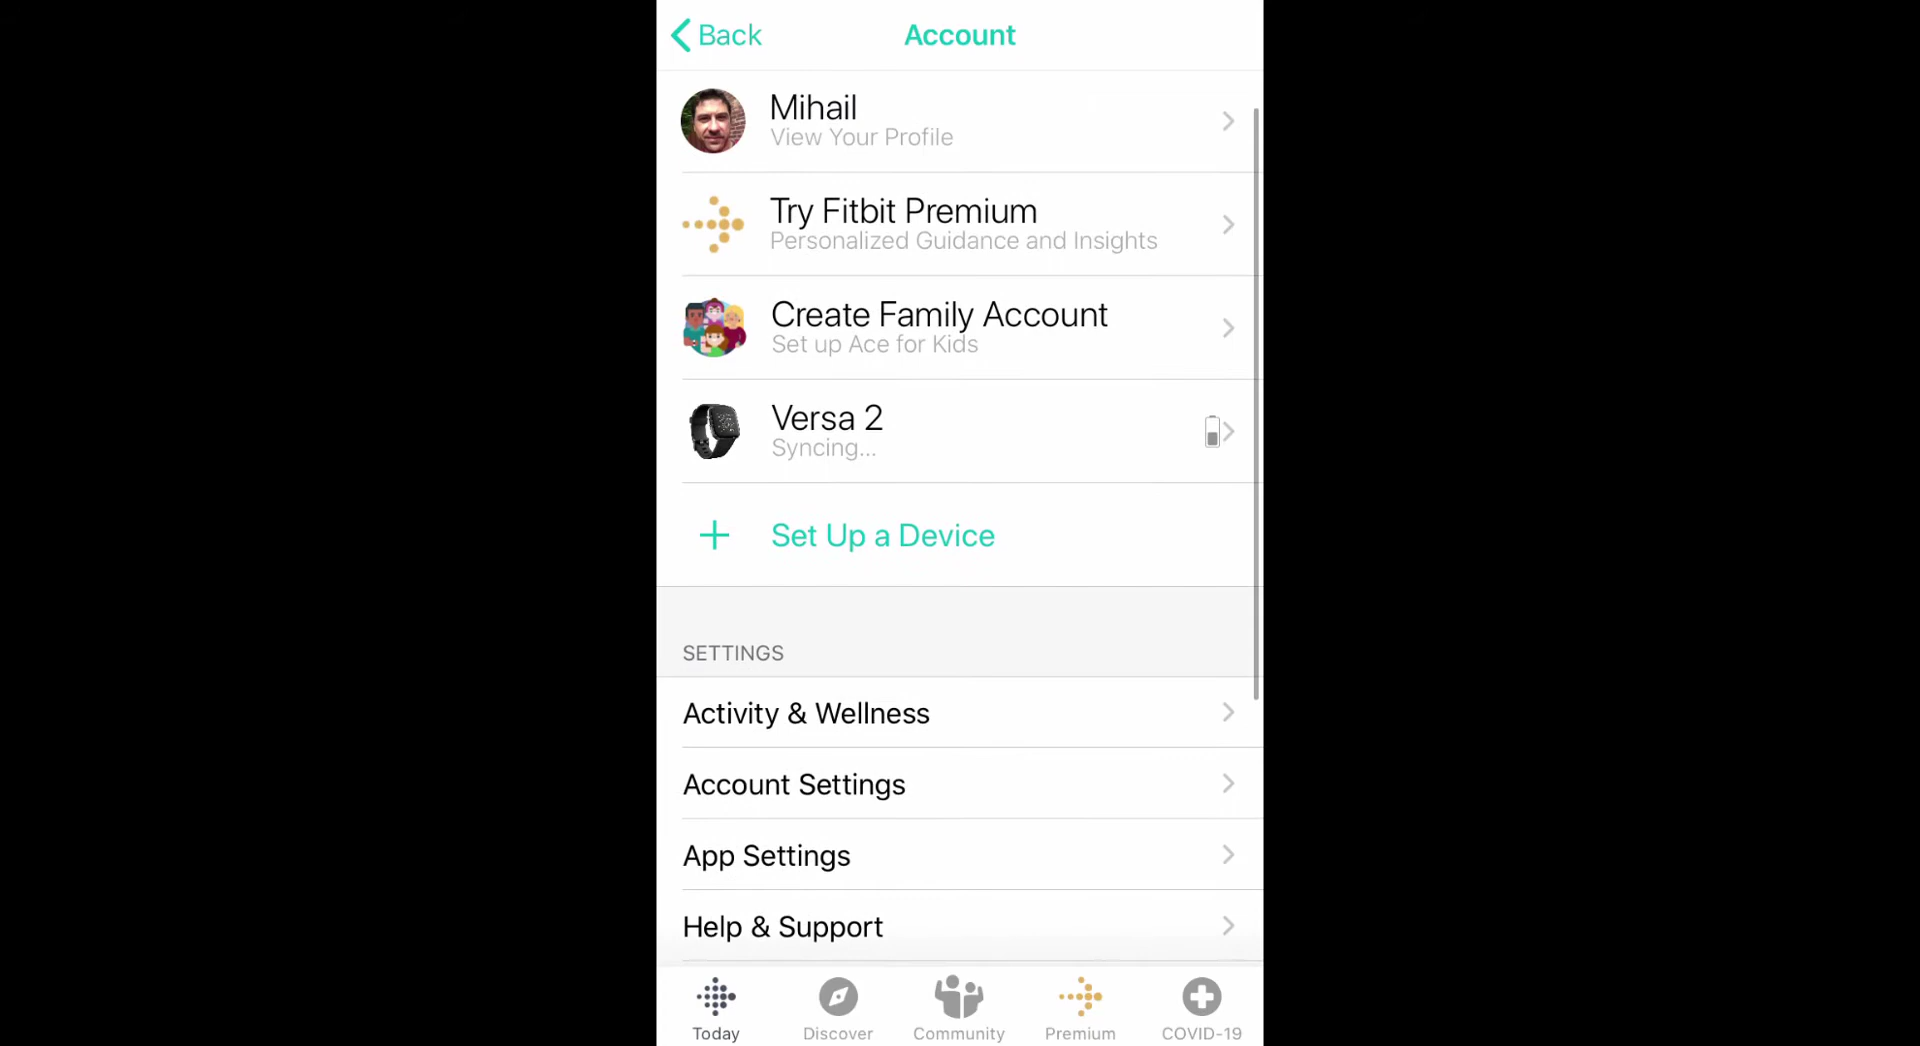 Back
Account
Mihail
View Your Profile
Try Fitbit Premium
Personalized Guidance and Insights
Create Family Account
Set up Ace for Kids
Versa 2
Syncing...
Set Up a Device
SETTINGS
Activity & Wellness
Account Settings
App Settings
Help & Support
Today
Discover
Community
Premium
COVID-19